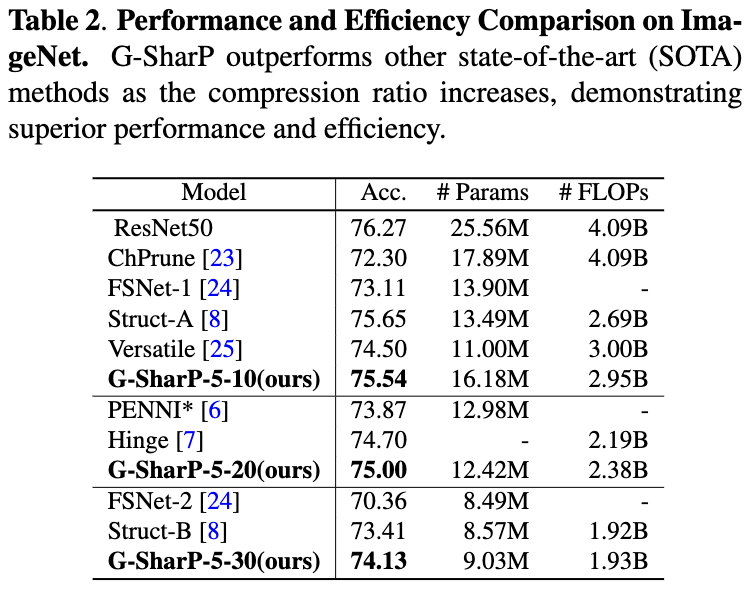 Table 2. Performance and Efficiency Comparison on Ima-
geNet. G-SharP outperforms other state-of-the-art (SOTA)
methods as the compression ratio increases, demonstrating
superior performance and efficiency.
Model Acc. # Params # FLOPs
ResNet50 76.27 25.56M 4.09B
ChPrune [23] 72.30 17.89M 4.09B
FSNet-1 [24] 73.11 13.90M -
Struct-A [8] 75.65 13.49M 2.69B
Versatile [25] 74.50 11.00M 3.00B
G-SharP-5-10(ours) 75.54 16.18M 2.95B
PENNI* [6] 73.87 12.98M -
Hinge [7] 74.70 - 2.19B
G-SharP-5-20(ours) 75.00 12.42M 2.38B
FSNet-2 [24] 70.36 8.49M -
Struct-B [8] 73.41 8.57M 1.92B
G-SharP-5-30(ours) 74.13 9.03M 1.93B